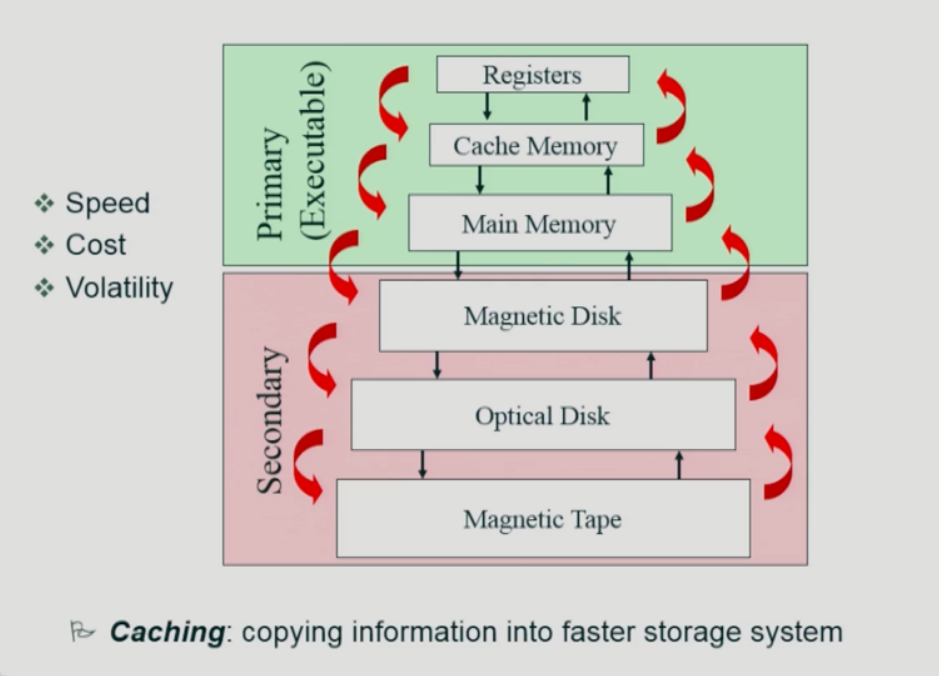 Primary
(Executable)
Registers
Cache Memory
Main Memory
Speed
Cost
Volatility
Secondary
Magnetic Disk
Optical Disk
Magnetic Tape
Caching: copying information into faster storage system